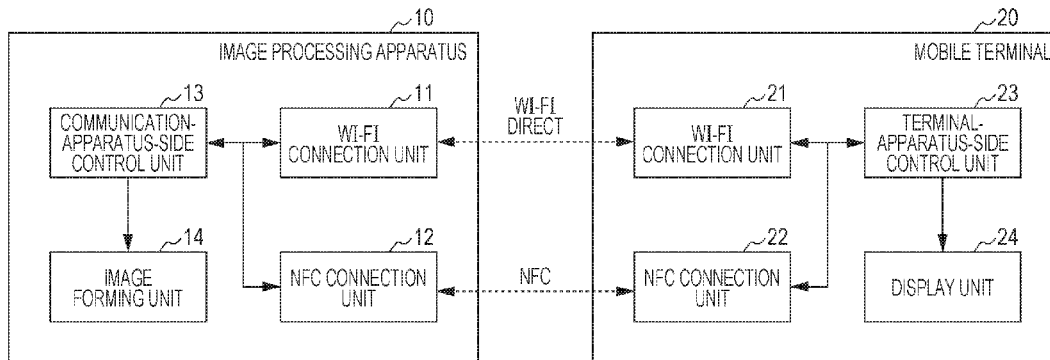 10
IMAGE PROCESSING APPARATUS
13
COMMUNICATION-
APPARATUS-SIDE
CONTROL UNIT
11
WI-FI
CONNECTION UNIT
14
IMAGE
FORMING UNIT
12
NFC CONNECTION
UNIT
WI-FI
DIRECT
NFC
20
MOBILE TERMINAL
21
WI-FI
CONNECTION UNIT
23
TERMINAL-
APPARATUS-SIDE
CONTROL UNIT
22
NFC CONNECTION
UNIT
24
DISPLAY UNIT